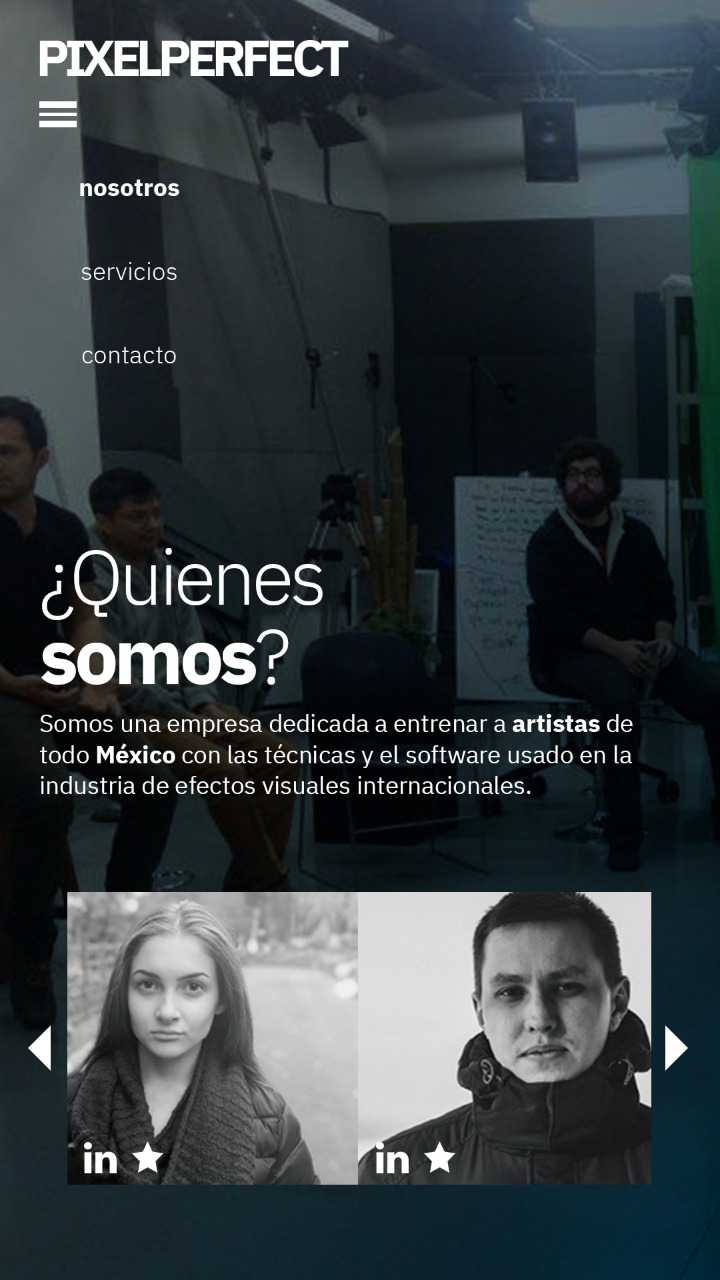 PIXELPERFECT
nosotros
servicios
contacto
¿Quienes
somos?
Somos una empresa dedicada a entrenar a artistas de
todo México con las técnicas y el software usado en la
industria de efectos visuales internacionales.
in
in